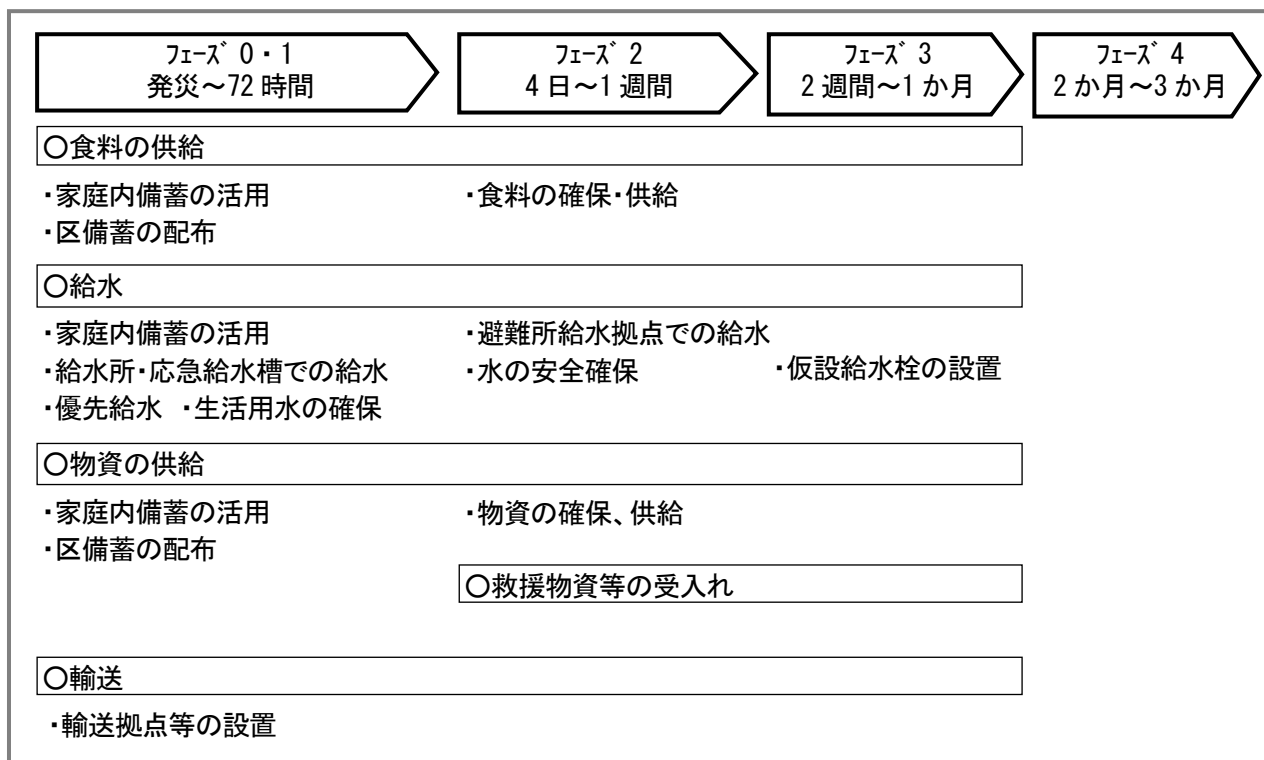 ﾌｪｰｽﾞ 0・1
発災～72時間
ﾌｪｰｽﾞ 2
4日～1週間
ﾌｪｰｽﾞ 3
2週間～1か月
ﾌｪｰｽﾞ 4
2か月～3か月
○食料の供給
・家庭内備蓄の活用
・食料の確保・供給
・区備蓄の配布
○給水
・家庭内備蓄の活用
・避難所給水拠点での給水
・給水所・応急給水槽での給水
・水の安全確保
・仮設給水栓の設置
・優先給水 ・生活用水の確保
○物資の供給
・家庭内備蓄の活用
・物資の確保、供給
・区備蓄の配布
○救援物資等の受入れ
○輸送
・輸送拠点等の設置